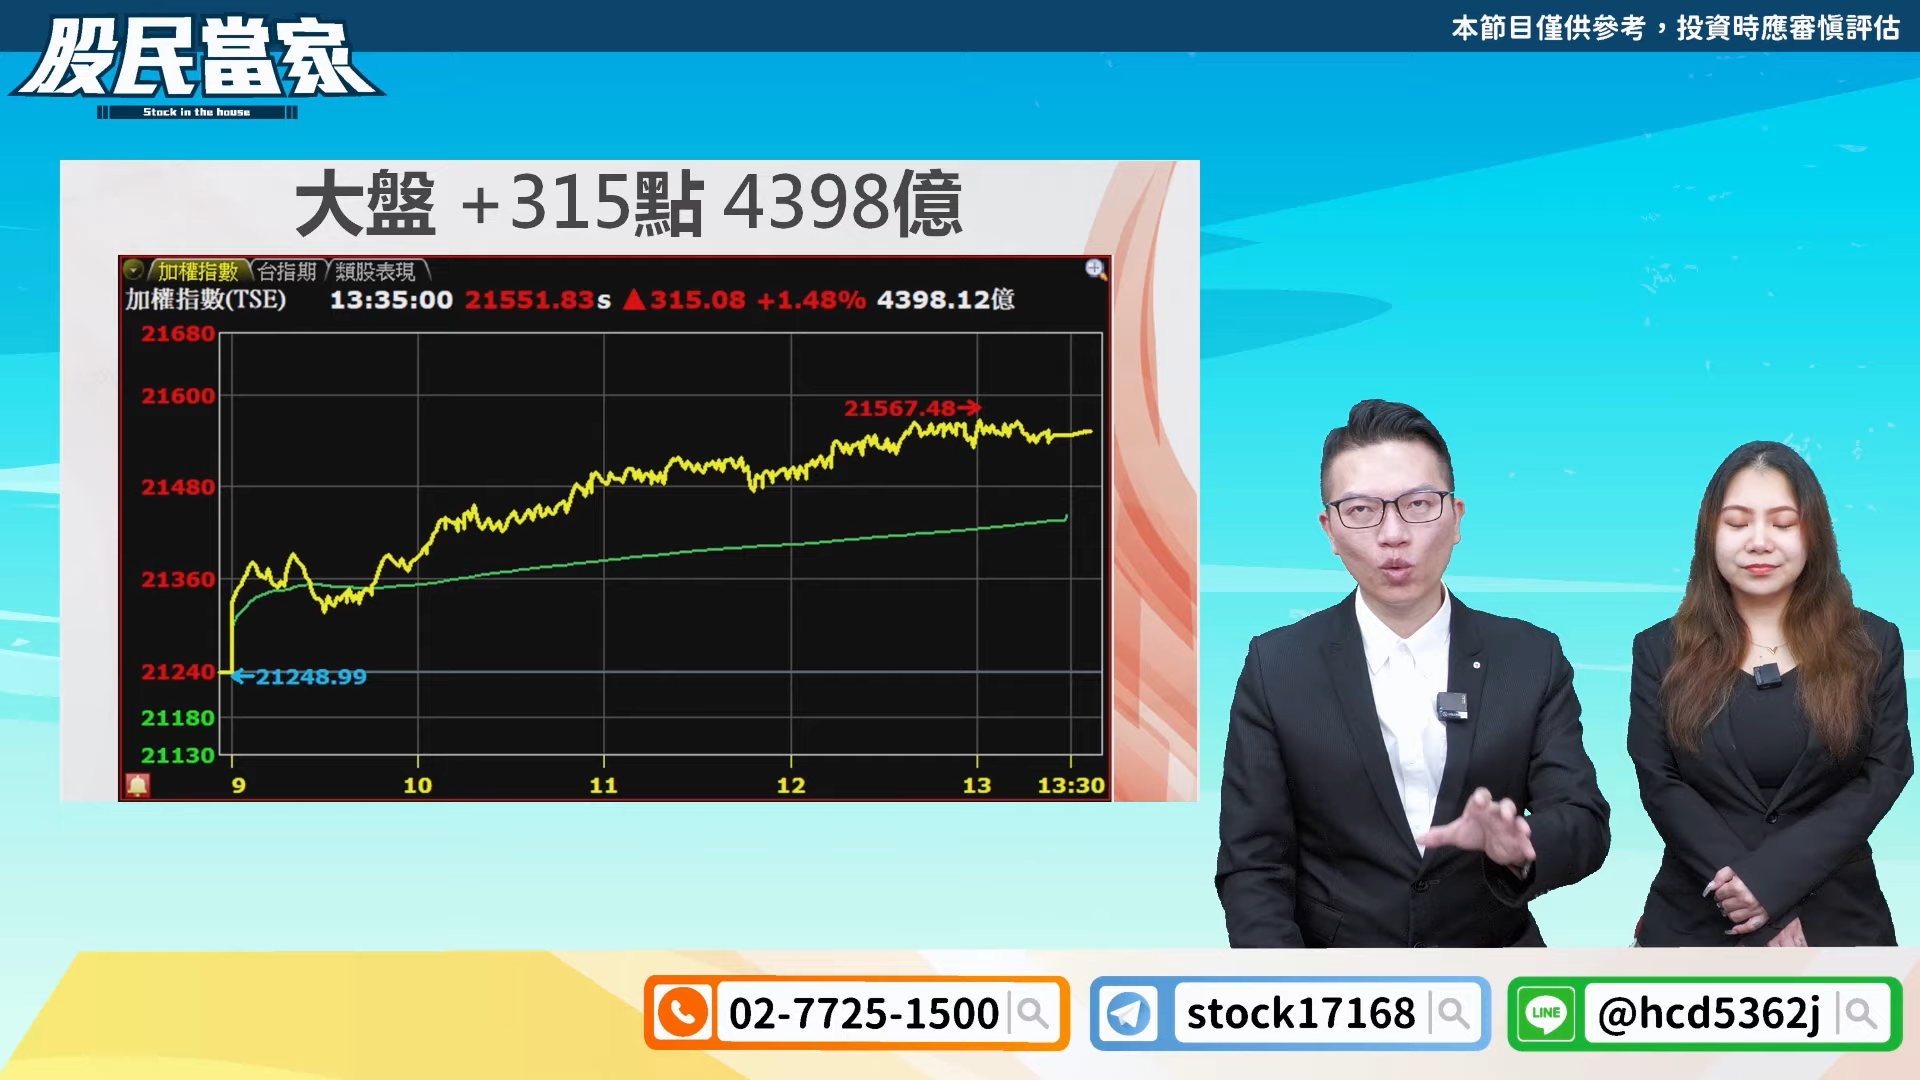 本節目僅供參考，投資時應審慎評估
股民當家
Stock in the house
大盤 +315點 4398億
加權指數 台指期 類股表現
加權指數(TSE) 13:35:00 21551.83s ▲315.08 +1.48% 4398.12億
21680
21600
21567.48→
21480
21360
21240
←21248.99
21180
21130
9 10 11 12 13 13:30
02-7725-1500
stock17168
LINE
@hcd5362j